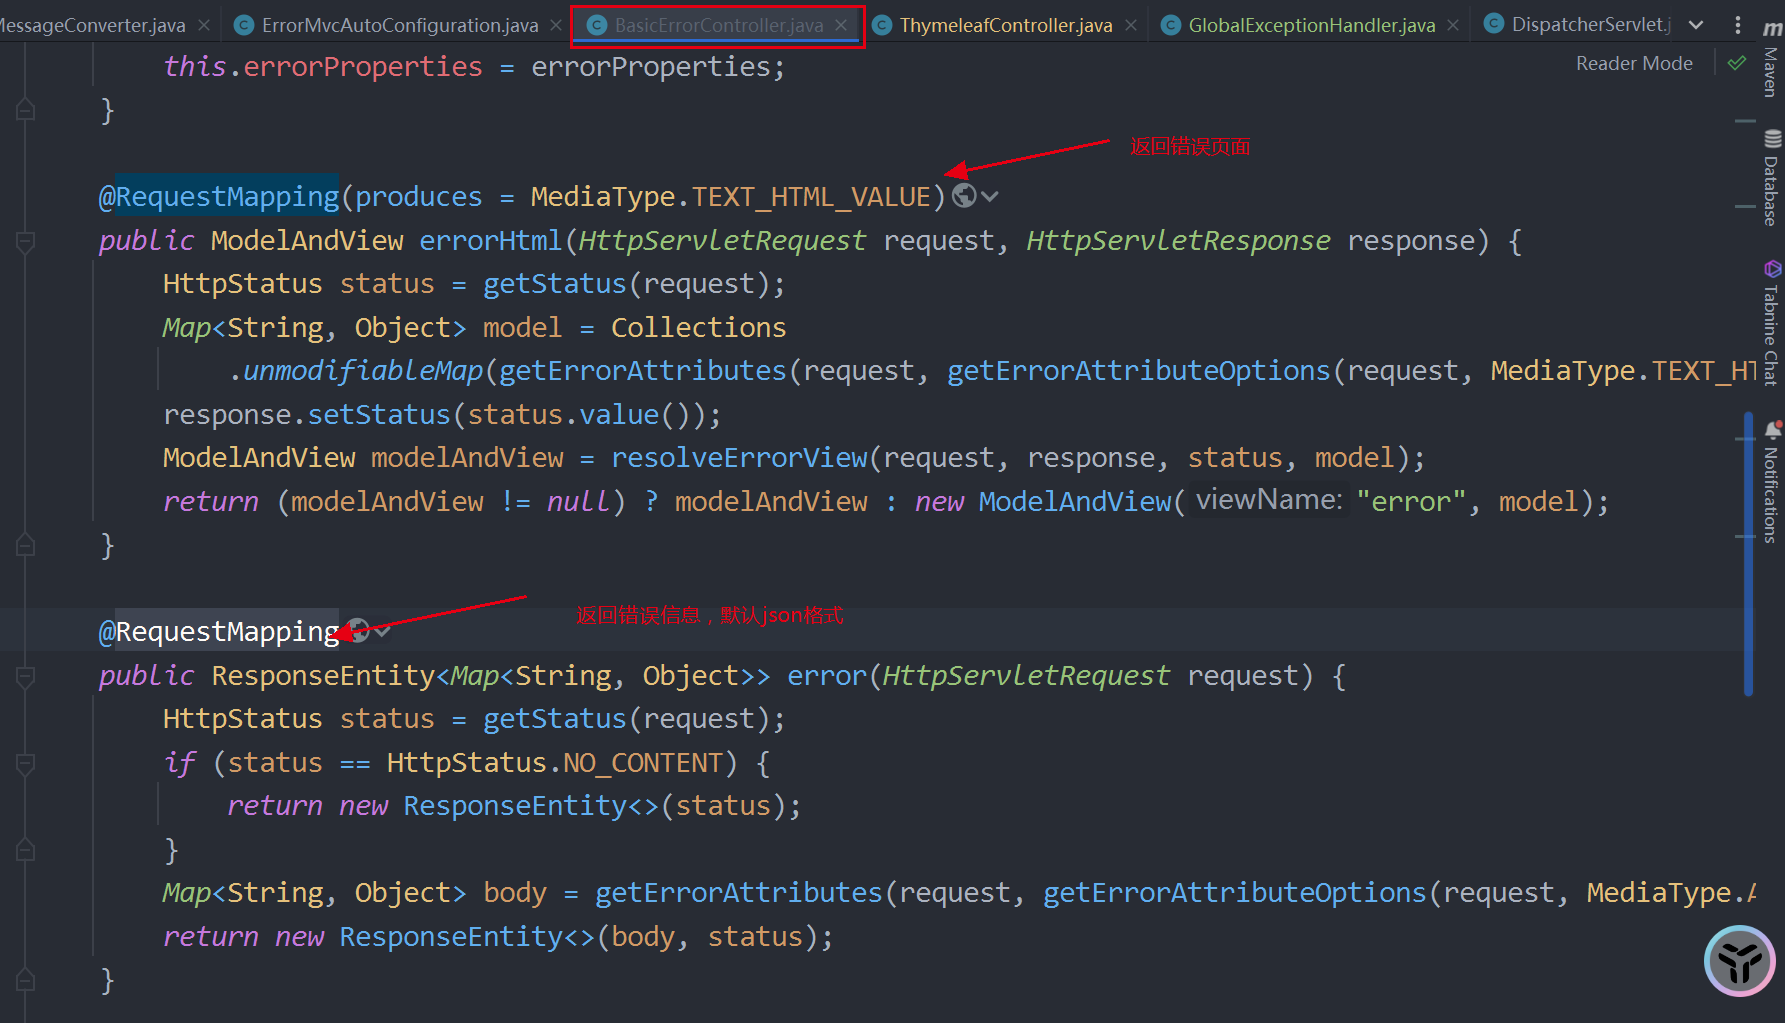 MessageConverter.java
ErrorMvcAutoConfiguration.java
BasicErrorController.java
ThymeleafController.java
GlobalExceptionHandler.java
DispatcherServlet.j
m
Maven
Database
Tabnine Chat
Notifications
Reader Mode
this.errorProperties = errorProperties;
}
返回错误页面
@RequestMapping(produces = MediaType.TEXT_HTML_VALUE)
public ModelAndView errorHtml(HttpServletRequest request, HttpServletResponse response) {
HttpStatus status = getStatus(request);
Map<String, Object> model = Collections
.unmodifiableMap(getErrorAttributes(request, getErrorAttributeOptions(request, MediaType.TEXT_HT
response.setStatus(status.value());
ModelAndView modelAndView = resolveErrorView(request, response, status, model);
return (modelAndView != null) ? modelAndView : new ModelAndView( viewName: "error", model);
}
返回错误信息，默认json格式
@RequestMapping
public ResponseEntity<Map<String, Object>> error(HttpServletRequest request) {
HttpStatus status = getStatus(request);
if (status == HttpStatus.NO_CONTENT) {
return new ResponseEntity<>(status);
}
Map<String, Object> body = getErrorAttributes(request, getErrorAttributeOptions(request, MediaType.A
return new ResponseEntity<>(body, status);
}